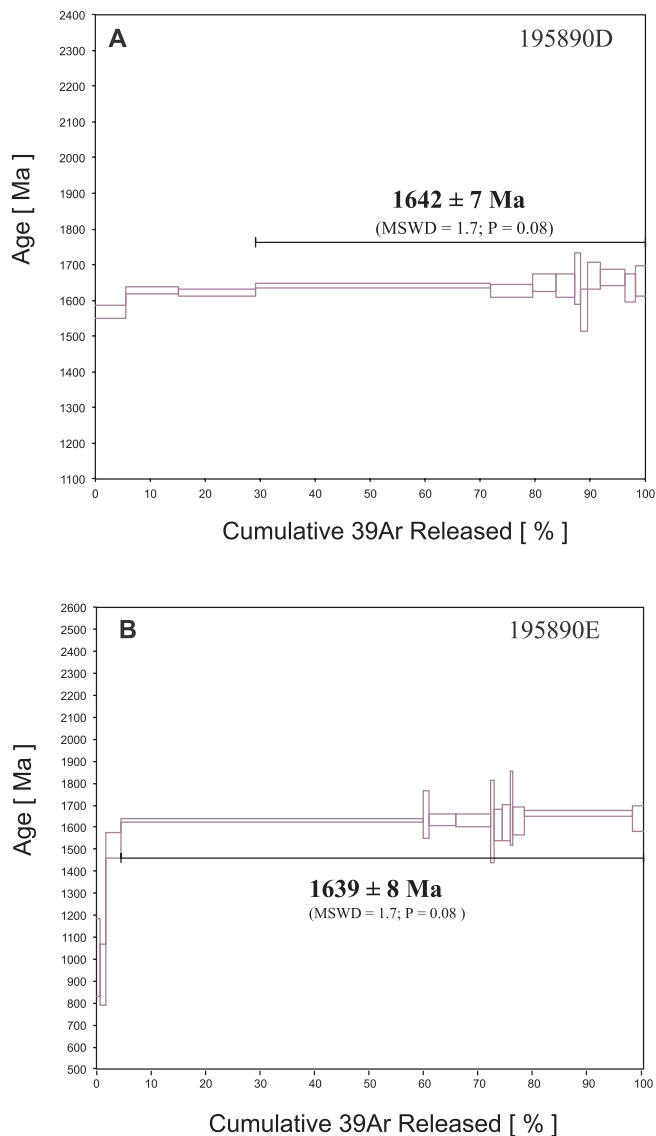 A
195890D
2400
2300
2200
2100
2000
1900
1800
1700
1600
1500
1400
1300
1200
1100
Age [ Ma ]
1642 ± 7 Ma
(MSWD = 1.7; P = 0.08)
0 10 20 30 40 50 60 70 80 90 100
Cumulative 39Ar Released [ % ]
B
195890E
2600
2500
2400
2300
2200
2100
2000
1900
1800
1700
1600
1500
1400
1300
1200
1100
1000
900
800
700
600
500
Age [ Ma ]
1639 ± 8 Ma
(MSWD = 1.7; P = 0.08 )
0 10 20 30 40 50 60 70 80 90 100
Cumulative 39Ar Released [ % ]